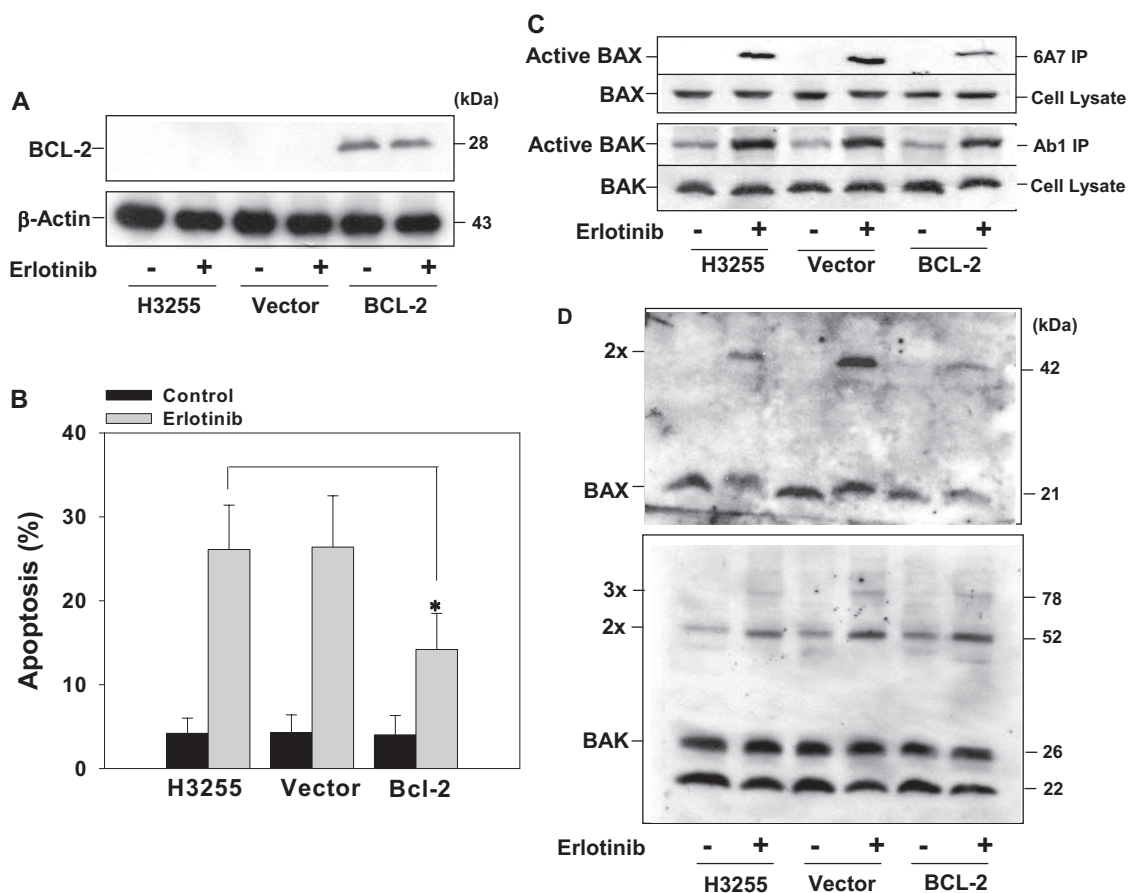 A
(kDa)
BCL-2
28
β-Actin
43
Erlotinib - + - + - +
H3255 Vector BCL-2
B
Control
Erlotinib
Apoptosis (%)
40
30
20
10
0
*
H3255 Vector Bcl-2
C
Active BAX 6A7 IP
BAX Cell Lysate
Active BAK Ab1 IP
BAK Cell Lysate
Erlotinib - + - + - +
H3255 Vector BCL-2
D
(kDa)
2x
42
BAX
21
3x
78
2x
52
BAK
26
22
Erlotinib - + - + - +
H3255 Vector BCL-2